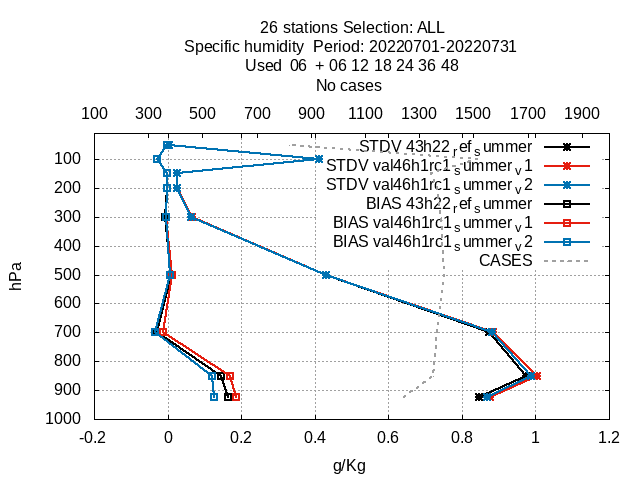 26 stations Selection: ALL
Specific humidity  Period: 20220701-20220731
Used  06  + 06 12 18 24 36 48
No cases
100 300 500 700 900 1100 1300 1500 1700 1900
STDV 43h22_ref_summer
STDV val46h1rc1_summer_v1
STDV val46h1rc1_summer_v2
BIAS 43h22_ref_summer
BIAS val46h1rc1_summer_v1
BIAS val46h1rc1_summer_v2
CASES
hPa
100
200
300
400
500
600
700
800
900
1000
-0.2 0 0.2 0.4 0.6 0.8 1 1.2
g/Kg